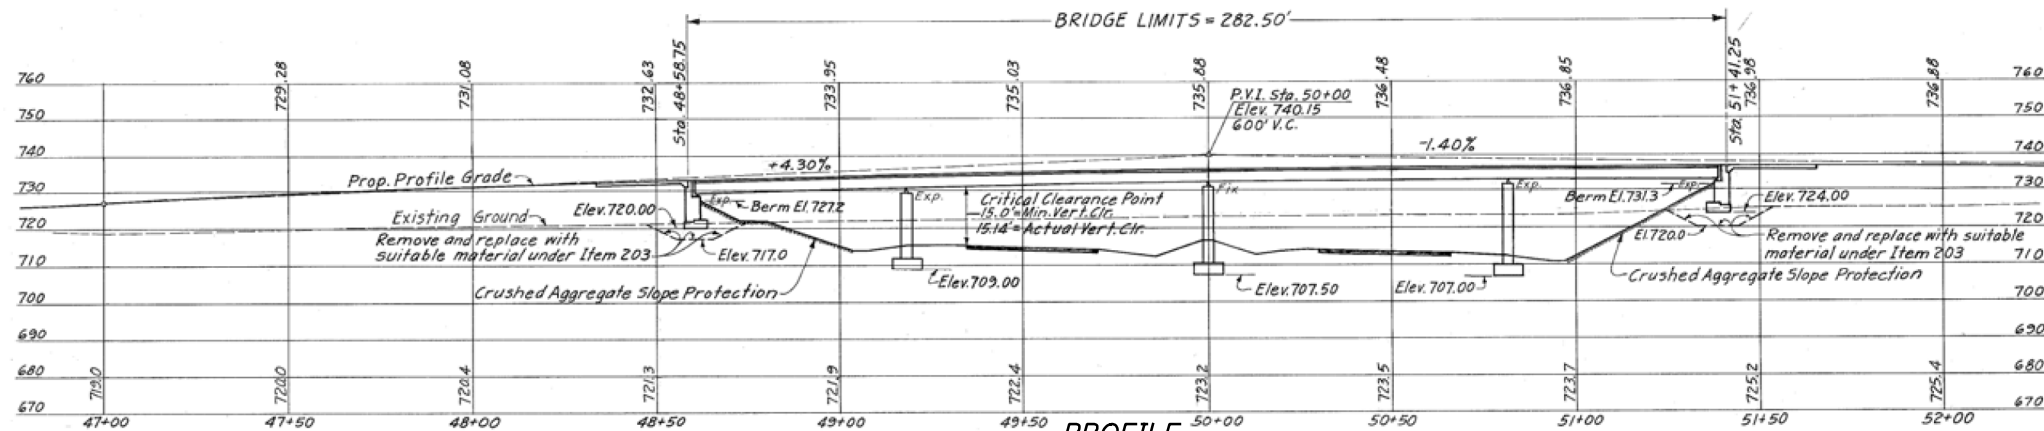 BRIDGE LIMITS = 282.50'
760
729.28
731.08
732.63
Sta. 48+58.75
733.95
735.03
735.88
736.48
736.85
Sta. 51+41.25
736.98
736.88
760
P.V.I. Sta. 50+00
Elev. 740.15
600' V.C.
750
750
740
+4.30%
-1.40%
740
Prop. Profile Grade
730
730
Exp.
Berm El. 727.2
Exp.
Critical Clearance Point
15.0' = Min. Vert. Clr.
15.14' = Actual Vert. Clr.
Fix
Exp.
Berm El. 731.3
Exp.
Elev. 724.00
Existing Ground
Elev. 720.00
720
720
Remove and replace with
suitable material under Item 203
Elev. 717.0
El. 720.0
Remove and replace with suitable
material under Item 203
710
710
Crushed Aggregate Slope Protection
Elev. 709.00
Elev. 707.50
Elev. 707.00
Crushed Aggregate Slope Protection
700
700
690
690
680
680
719.0
720.0
720.4
721.3
721.9
722.4
723.2
723.5
723.7
725.2
725.4
670
670
47+00
47+50
48+00
48+50
49+00
49+50
50+00
50+50
51+00
51+50
52+00
PROFILE